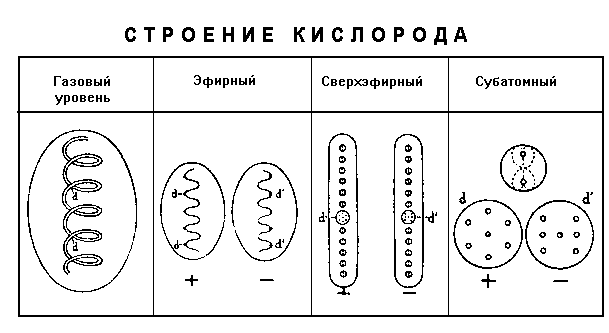 СТРОЕНИЕ КИСЛОРОДА
Газовый
уровень
Эфирный
Сверхэфирный
Субатомный
d
d
d
d
d'
d'
d'
d'
d
d'
+ −
+ −
+ −